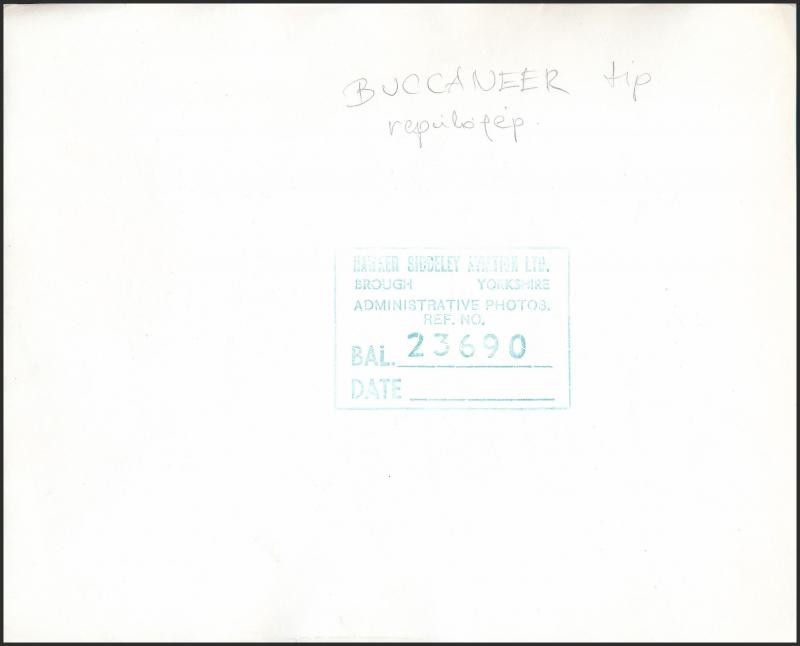 BUCCANEER tip
repülőgép.
HAWKER SIDDELEY AVIATION LTD.
BROUGH YORKSHIRE
ADMINISTRATIVE PHOTOS.
REF. NO.
BAL. 23690
DATE